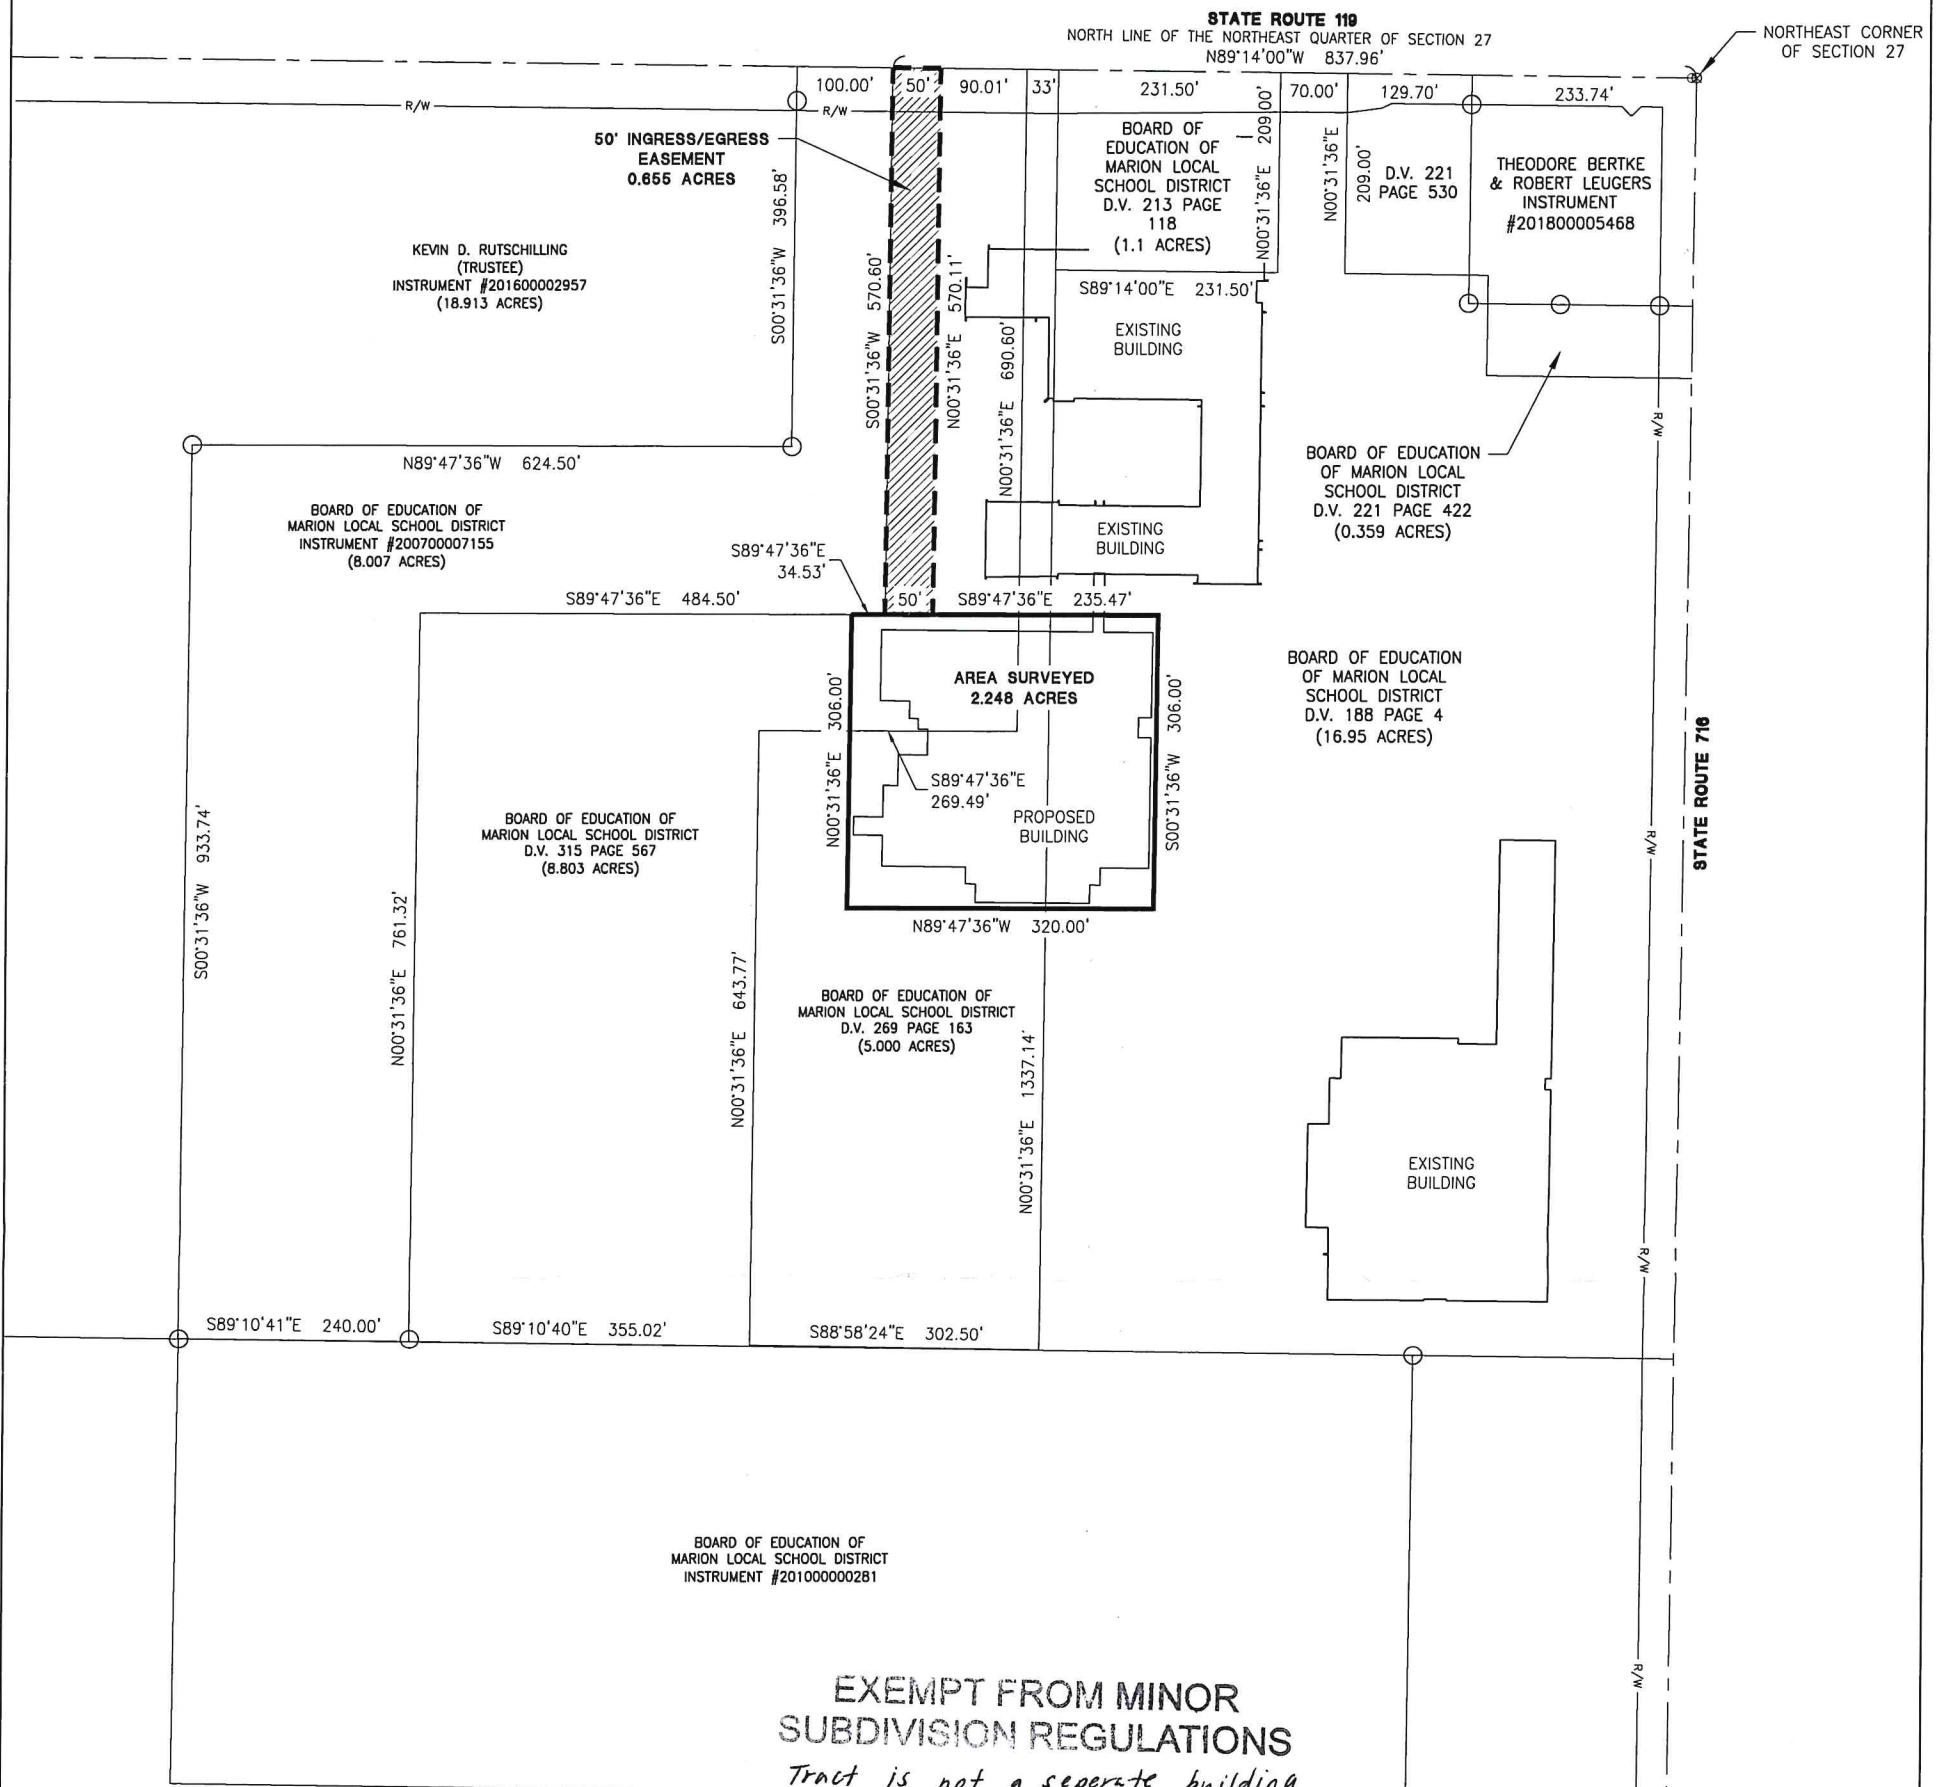 STATE ROUTE 119
NORTH LINE OF THE NORTHEAST QUARTER OF SECTION 27
N89°14'00"W 837.96'
NORTHEAST CORNER
OF SECTION 27
100.00'
50'
90.01'
33'
231.50'
70.00'
129.70'
233.74'
R/W
R/W
50' INGRESS/EGRESS
EASEMENT
0.655 ACRES
S00°31'36"W 396.58'
KEVIN D. RUTSCHILLING
(TRUSTEE)
INSTRUMENT #201600002957
(18.913 ACRES)
S00°31'36"W 570.60'
N00°31'36"E 570.11'
BOARD OF
EDUCATION OF
MARION LOCAL
SCHOOL DISTRICT
D.V. 213 PAGE
118
(1.1 ACRES)
N00°31'36"E 209.00'
N00°31'36"E
209.00'
D.V. 221
PAGE 530
THEODORE BERTKE
& ROBERT LEUGERS
INSTRUMENT
#201800005468
S89°14'00"E 231.50'
EXISTING
BUILDING
N00°31'36"E 690.60'
N89°47'36"W 624.50'
BOARD OF EDUCATION OF
MARION LOCAL SCHOOL DISTRICT
INSTRUMENT #200700007155
(8.007 ACRES)
EXISTING
BUILDING
BOARD OF EDUCATION
OF MARION LOCAL
SCHOOL DISTRICT
D.V. 221 PAGE 422
(0.359 ACRES)
R/W
S89°47'36"E
34.53'
S89°47'36"E 484.50'
50'
S89°47'36"E 235.47'
AREA SURVEYED
2.248 ACRES
N00°31'36"E 306.00'
S00°31'36"W 306.00'
S89°47'36"E
269.49'
PROPOSED
BUILDING
N89°47'36"W 320.00'
BOARD OF EDUCATION
OF MARION LOCAL
SCHOOL DISTRICT
D.V. 188 PAGE 4
(16.95 ACRES)
STATE ROUTE 716
R/W
S00°31'36"W 933.74'
N00°31'36"E 761.32'
BOARD OF EDUCATION OF
MARION LOCAL SCHOOL DISTRICT
D.V. 315 PAGE 567
(8.803 ACRES)
N00°31'36"E 643.77'
BOARD OF EDUCATION OF
MARION LOCAL SCHOOL DISTRICT
D.V. 269 PAGE 163
(5.000 ACRES)
N00°31'36"E 1337.14'
EXISTING
BUILDING
R/W
S89°10'41"E 240.00'
S89°10'40"E 355.02'
S88°58'24"E 302.50'
BOARD OF EDUCATION OF
MARION LOCAL SCHOOL DISTRICT
INSTRUMENT #201000000281
R/W
EXEMPT FROM MINOR
SUBDIVISION REGULATIONS
Tract is not a seperate building